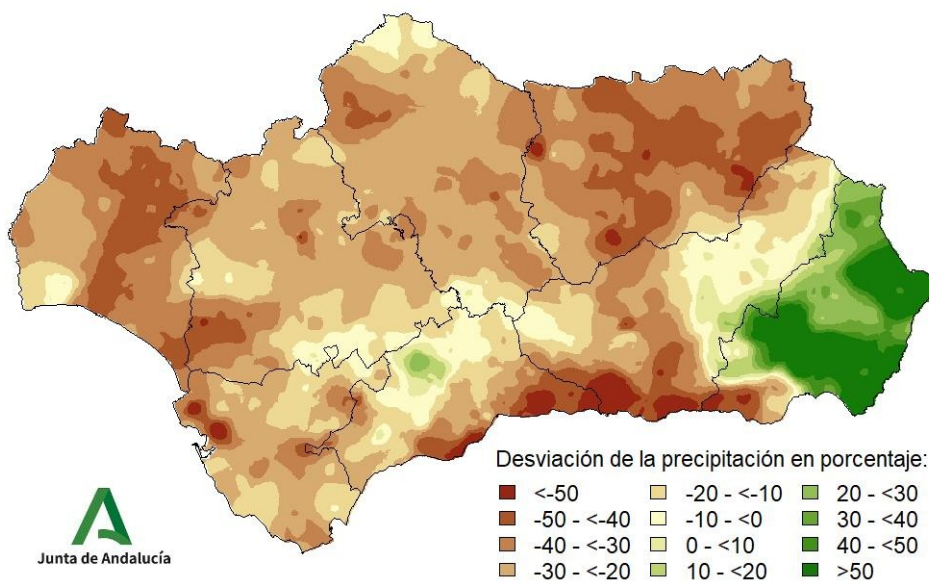 Desviación de la precipitación en porcentaje:
<-50
-50 - <-40
-40 - <-30
-30 - <-20
-20 - <-10
-10 - <0
0 - <10
10 - <20
20 - <30
30 - <40
40 - <50
>50
Junta de Andalucía